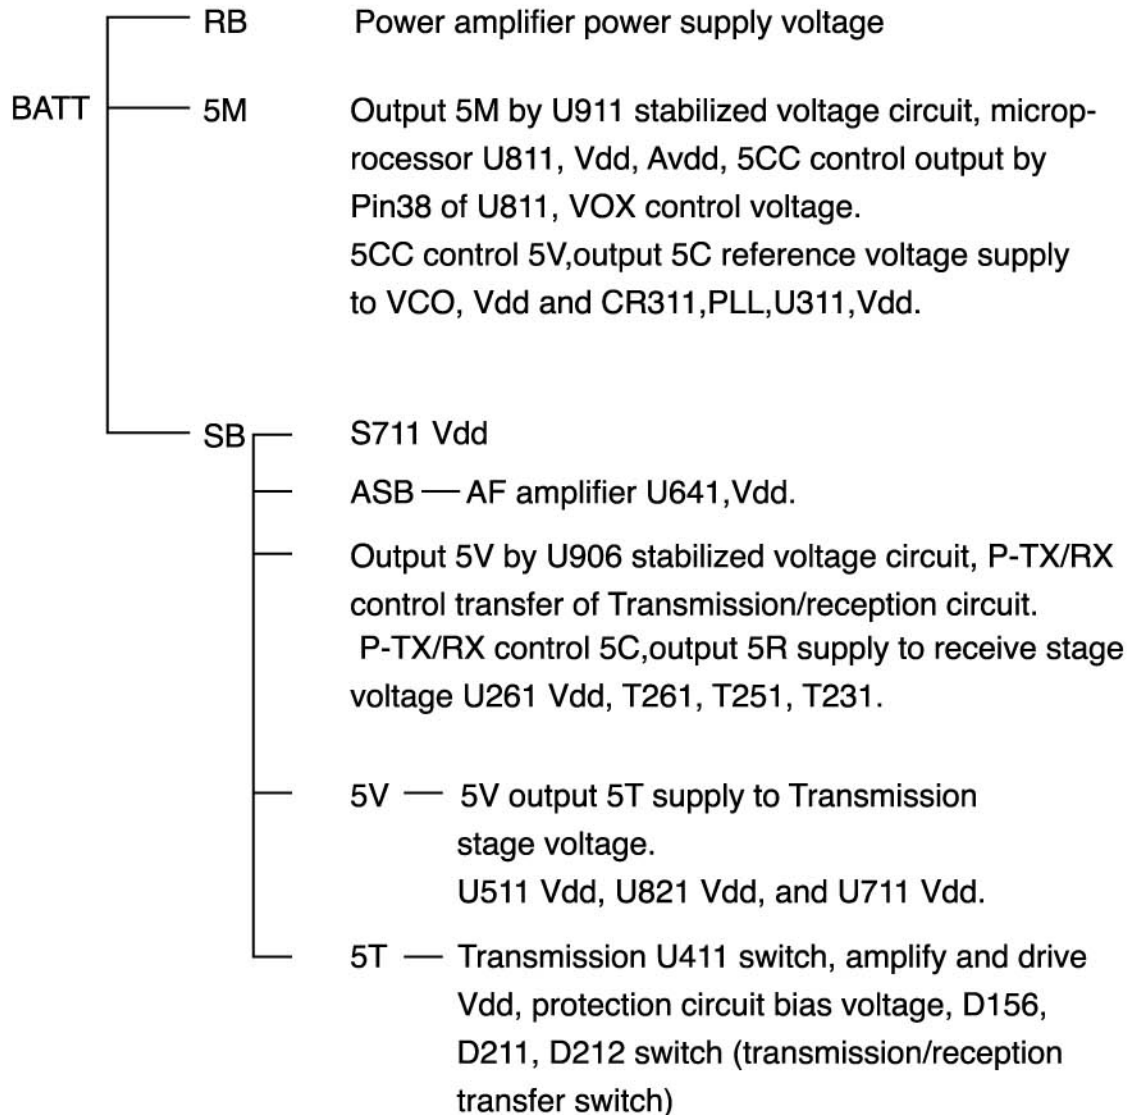 RB Power amplifier power supply voltage
BATT 5M Output 5M by U911 stabilized voltage circuit, microp-
rocessor U811, Vdd, Avdd, 5CC control output by
Pin38 of U811, VOX control voltage.
5CC control 5V,output 5C reference voltage supply
to VCO, Vdd and CR311,PLL,U311,Vdd.
SB S711 Vdd
ASB — AF amplifier U641,Vdd.
Output 5V by U906 stabilized voltage circuit, P-TX/RX
control transfer of Transmission/reception circuit.
P-TX/RX control 5C,output 5R supply to receive stage
voltage U261 Vdd, T261, T251, T231.
5V — 5V output 5T supply to Transmission
stage voltage.
U511 Vdd, U821 Vdd, and U711 Vdd.
5T — Transmission U411 switch, amplify and drive
Vdd, protection circuit bias voltage, D156,
D211, D212 switch (transmission/reception
transfer switch)